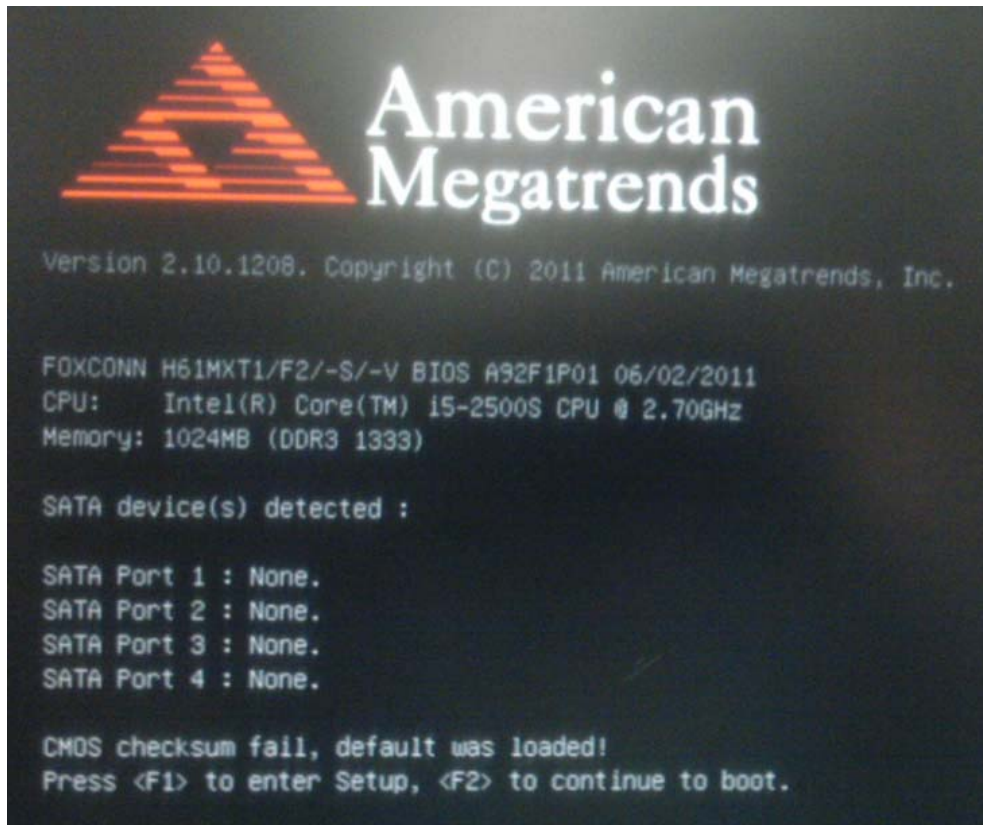 American
Megatrends
Version 2.10.1208. Copyright (C) 2011 American Megatrends, Inc.
FOXCONN H61MXT1/F2/-S/-V BIOS A92F1P01 06/02/2011
CPU: Intel(R) Core(TM) i5-2500S CPU @ 2.70GHz
Memory: 1024MB (DDR3 1333)
SATA device(s) detected :
SATA Port 1 : None.
SATA Port 2 : None.
SATA Port 3 : None.
SATA Port 4 : None.
CMOS checksum fail, default was loaded!
Press <F1> to enter Setup, <F2> to continue to boot.